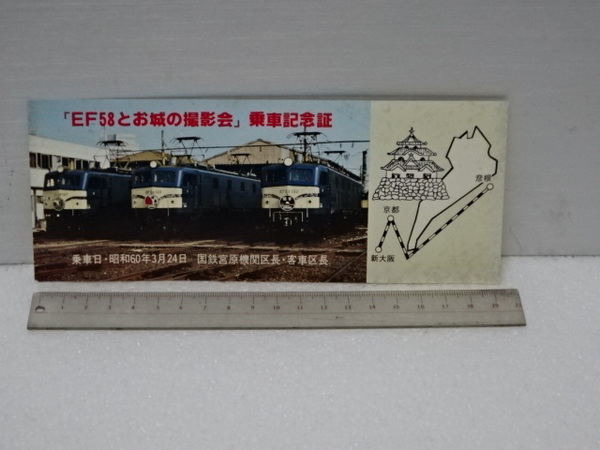 「EF58とお城の撮影会」乗車記念証
乗車日・昭和60年3月24日 国鉄宮原機関区長・客車区長
彦根
京都
新大阪